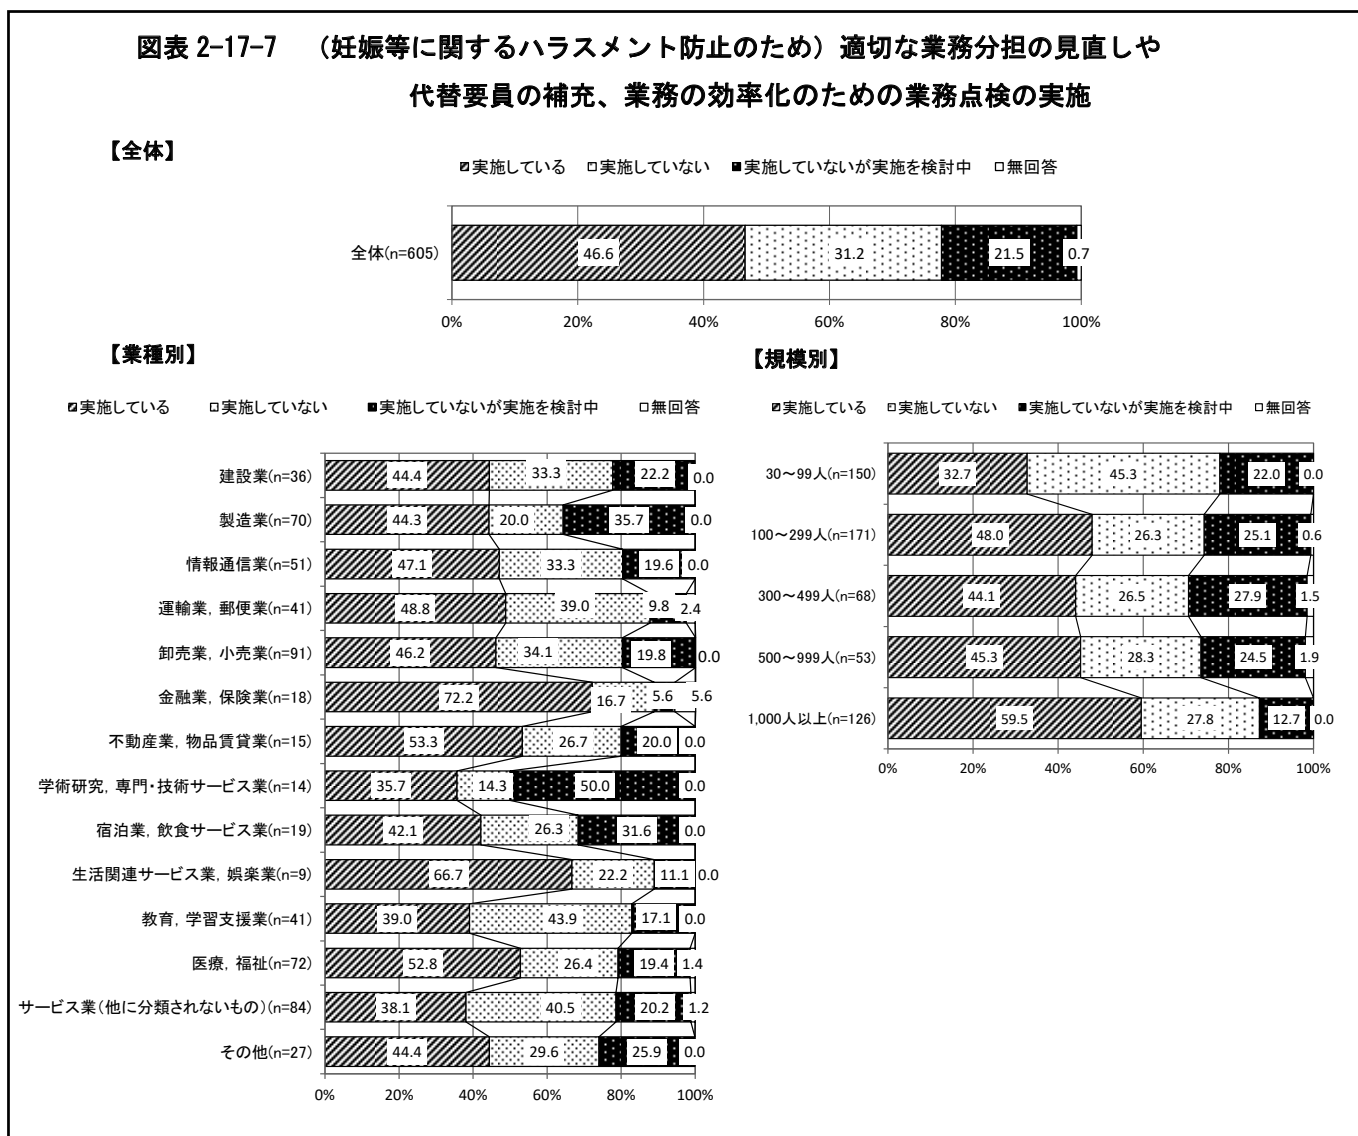 図表 2-17-7　（妊娠等に関するハラスメント防止のため）適切な業務分担の見直しや
代替要員の補充、業務の効率化のための業務点検の実施
【全体】
実施している　実施していない　実施していないが実施を検討中　無回答
全体(n=605) 46.6 31.2 21.5 0.7
0% 20% 40% 60% 80% 100%
【業種別】
実施している　実施していない　実施していないが実施を検討中　無回答
建設業(n=36) 44.4 33.3 22.2 0.0
製造業(n=70) 44.3 20.0 35.7 0.0
情報通信業(n=51) 47.1 33.3 19.6 0.0
運輸業，郵便業(n=41) 48.8 39.0 9.8 2.4
卸売業，小売業(n=91) 46.2 34.1 19.8 0.0
金融業，保険業(n=18) 72.2 16.7 5.6 5.6
不動産業，物品賃貸業(n=15) 53.3 26.7 20.0 0.0
学術研究，専門・技術サービス業(n=14) 35.7 14.3 50.0 0.0
宿泊業，飲食サービス業(n=19) 42.1 26.3 31.6 0.0
生活関連サービス業，娯楽業(n=9) 66.7 22.2 11.1 0.0
教育，学習支援業(n=41) 39.0 43.9 17.1 0.0
医療，福祉(n=72) 52.8 26.4 19.4 1.4
サービス業（他に分類されないもの）(n=84) 38.1 40.5 20.2 1.2
その他(n=27) 44.4 29.6 25.9 0.0
0% 20% 40% 60% 80% 100%
【規模別】
実施している　実施していない　実施していないが実施を検討中　無回答
30～99人(n=150) 32.7 45.3 22.0 0.0
100～299人(n=171) 48.0 26.3 25.1 0.6
300～499人(n=68) 44.1 26.5 27.9 1.5
500～999人(n=53) 45.3 28.3 24.5 1.9
1,000人以上(n=126) 59.5 27.8 12.7 0.0
0% 20% 40% 60% 80% 100%